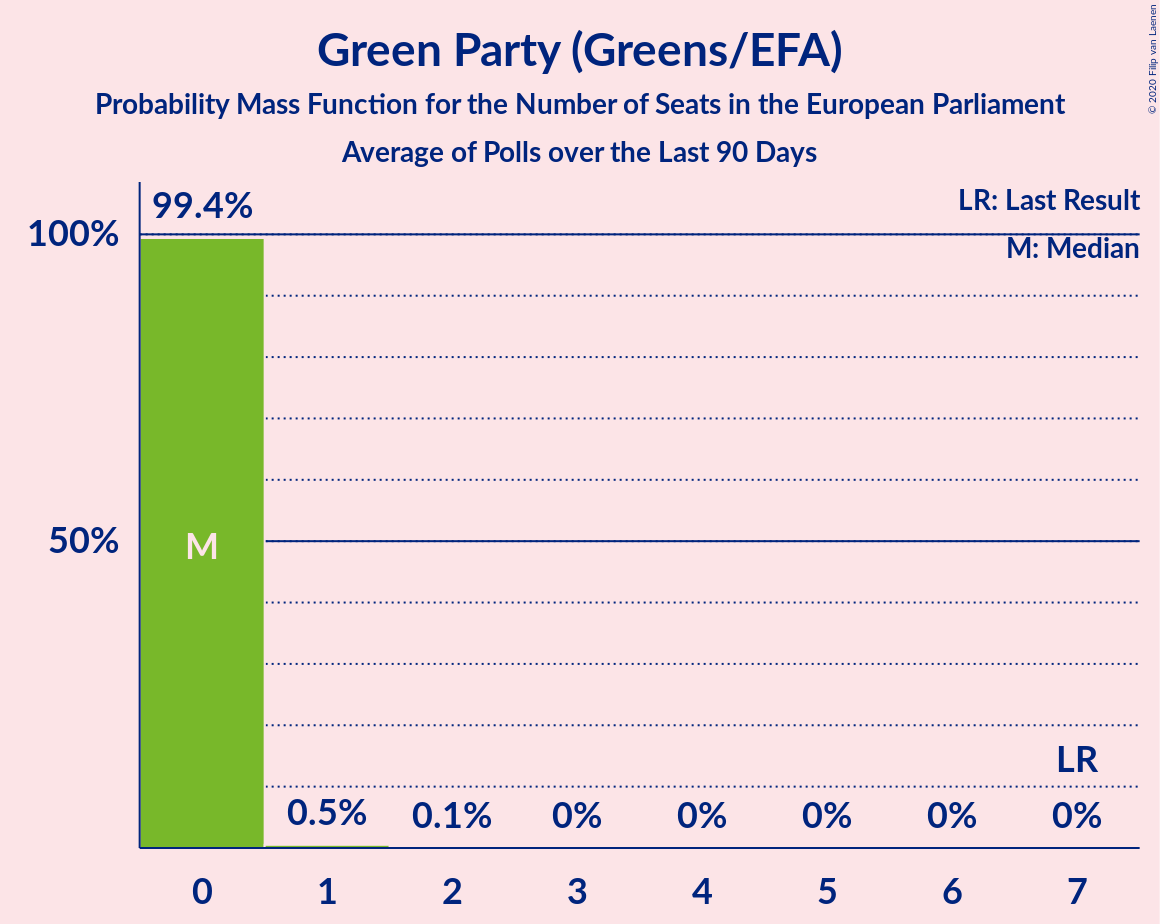 Green Party (Greens/EFA)
Probability Mass Function for the Number of Seats in the European Parliament
Average of Polls over the Last 90 Days
© 2020 Filip van Laenen
LR: Last Result
M: Median
99.4%
100%
50%
M
LR
0.5%
0.1%
0%
0%
0%
0%
0%
0 1 2 3 4 5 6 7